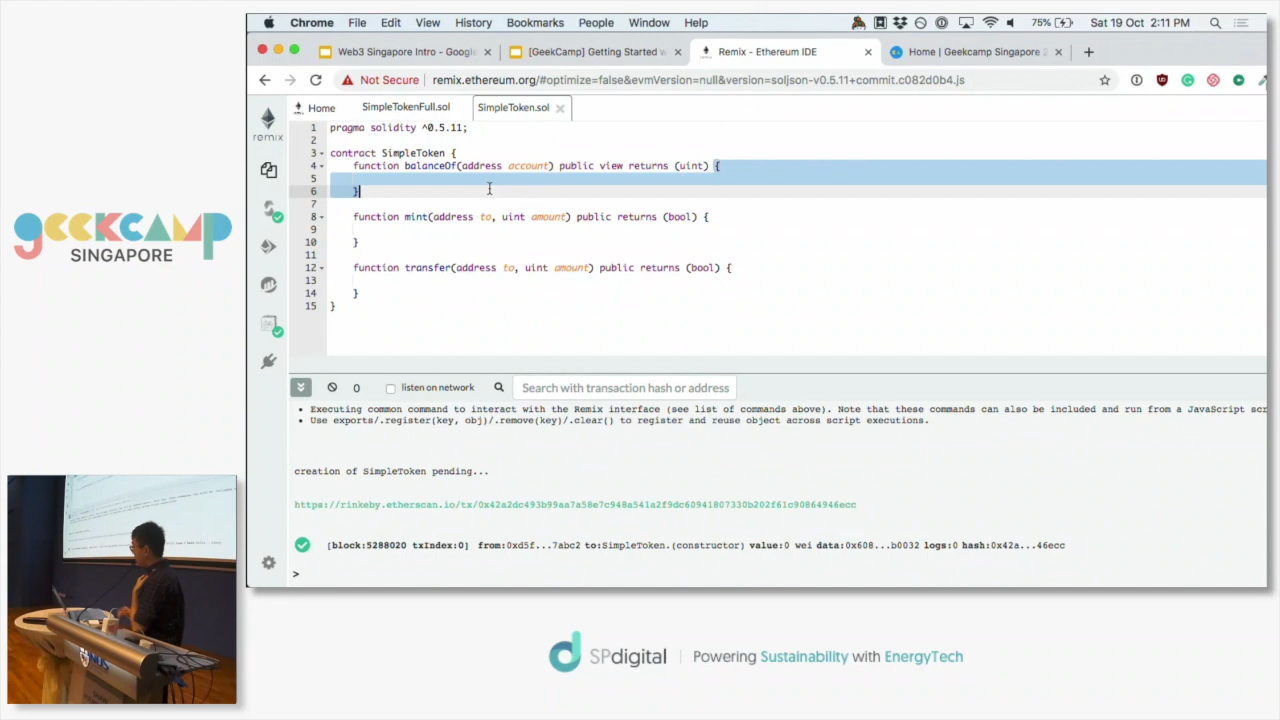 Chrome File Edit View History Bookmarks People Window Help 75% Sat 19 Oct 2:11 PM
Web3 Singapore Intro - Google
[GeekCamp] Getting Started w
Remix - Ethereum IDE
Home | Geekcamp Singapore 2
Not Secure remix.ethereum.org/#optimize=false&evmVersion=null&version=soljson-v0.5.11+commit.c082d0b4.js
remix
Home SimpleTokenFull.sol SimpleToken.sol
1 pragma solidity ^0.5.11;
2
3 contract SimpleToken {
4 function balanceOf(address account) public view returns (uint) {
5
6 }
7
8 function mint(address to, uint amount) public returns (bool) {
9
10 }
11
12 function transfer(address to, uint amount) public returns (bool) {
13
14 }
15 }
0 listen on network Search with transaction hash or address
• Executing common command to interact with the Remix interface (see list of commands above). Note that these commands can also be included and run from a JavaScript scr
• Use exports/.register(key, obj)/.remove(key)/.clear() to register and reuse object across script executions.
creation of SimpleToken pending...
https://rinkeby.etherscan.io/tx/0x42a2dc493b99aa7a58e7c948a541a2f9dc60941807330b202f61c90864946ecc
[block:5288020 txIndex:0] from:0xd5f...7abc2 to:SimpleToken.(constructor) value:0 wei data:0x608...b0032 logs:0 hash:0x42a...46ecc
>
geekcamp
SINGAPORE
NUS
SPdigital | Powering Sustainability with EnergyTech